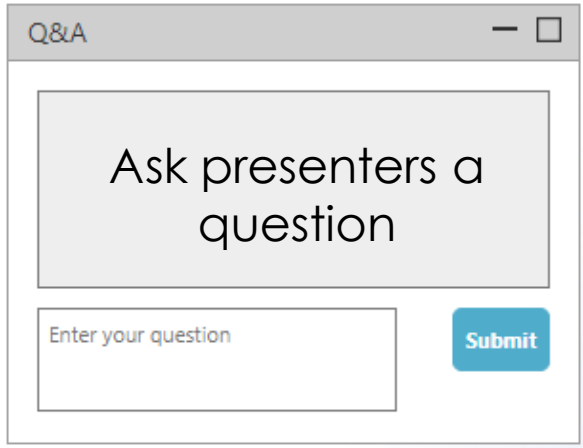 Q&A
Ask presenters a
question
Enter your question
Submit